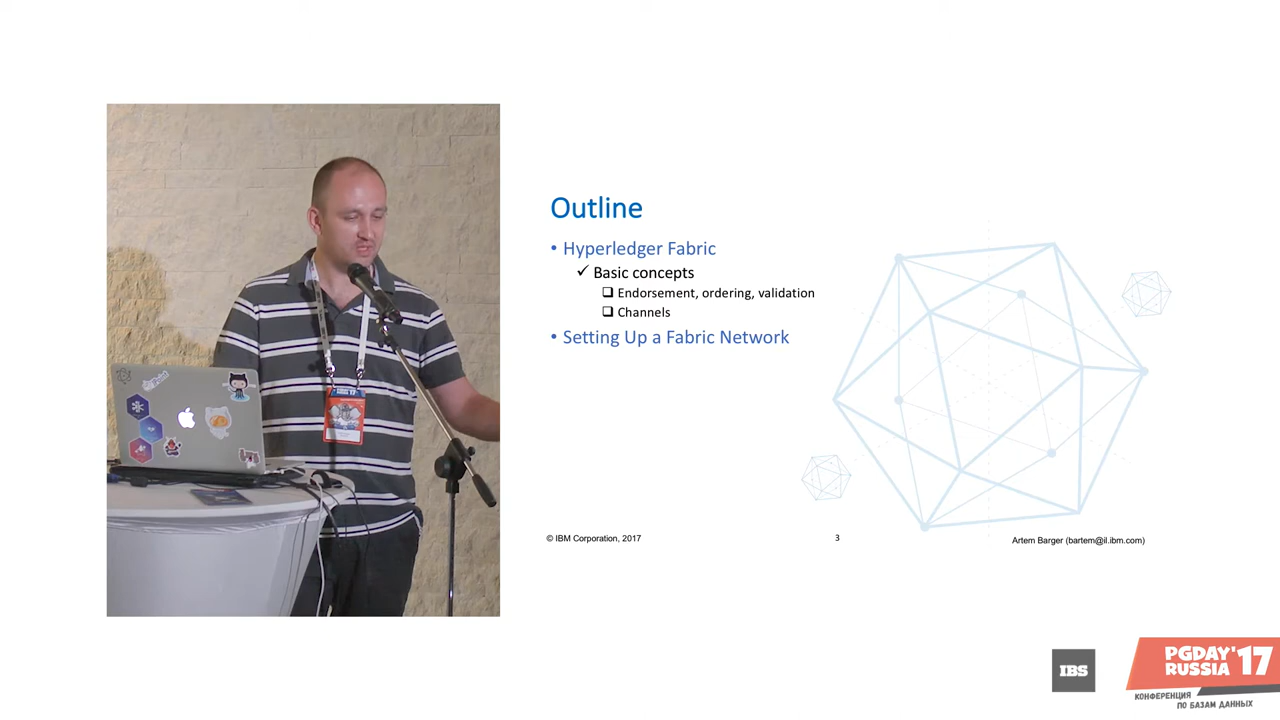 Outline
• Hyperledger Fabric
✓ Basic concepts
❑ Endorsement, ordering, validation
❑ Channels
• Setting Up a Fabric Network
© IBM Corporation, 2017
3
Artem Barger (bartem@il.ibm.com)
IBS
PGDAY'17
RUSSIA
КОНФЕРЕНЦИЯ
ПО БАЗАМ ДАННЫХ